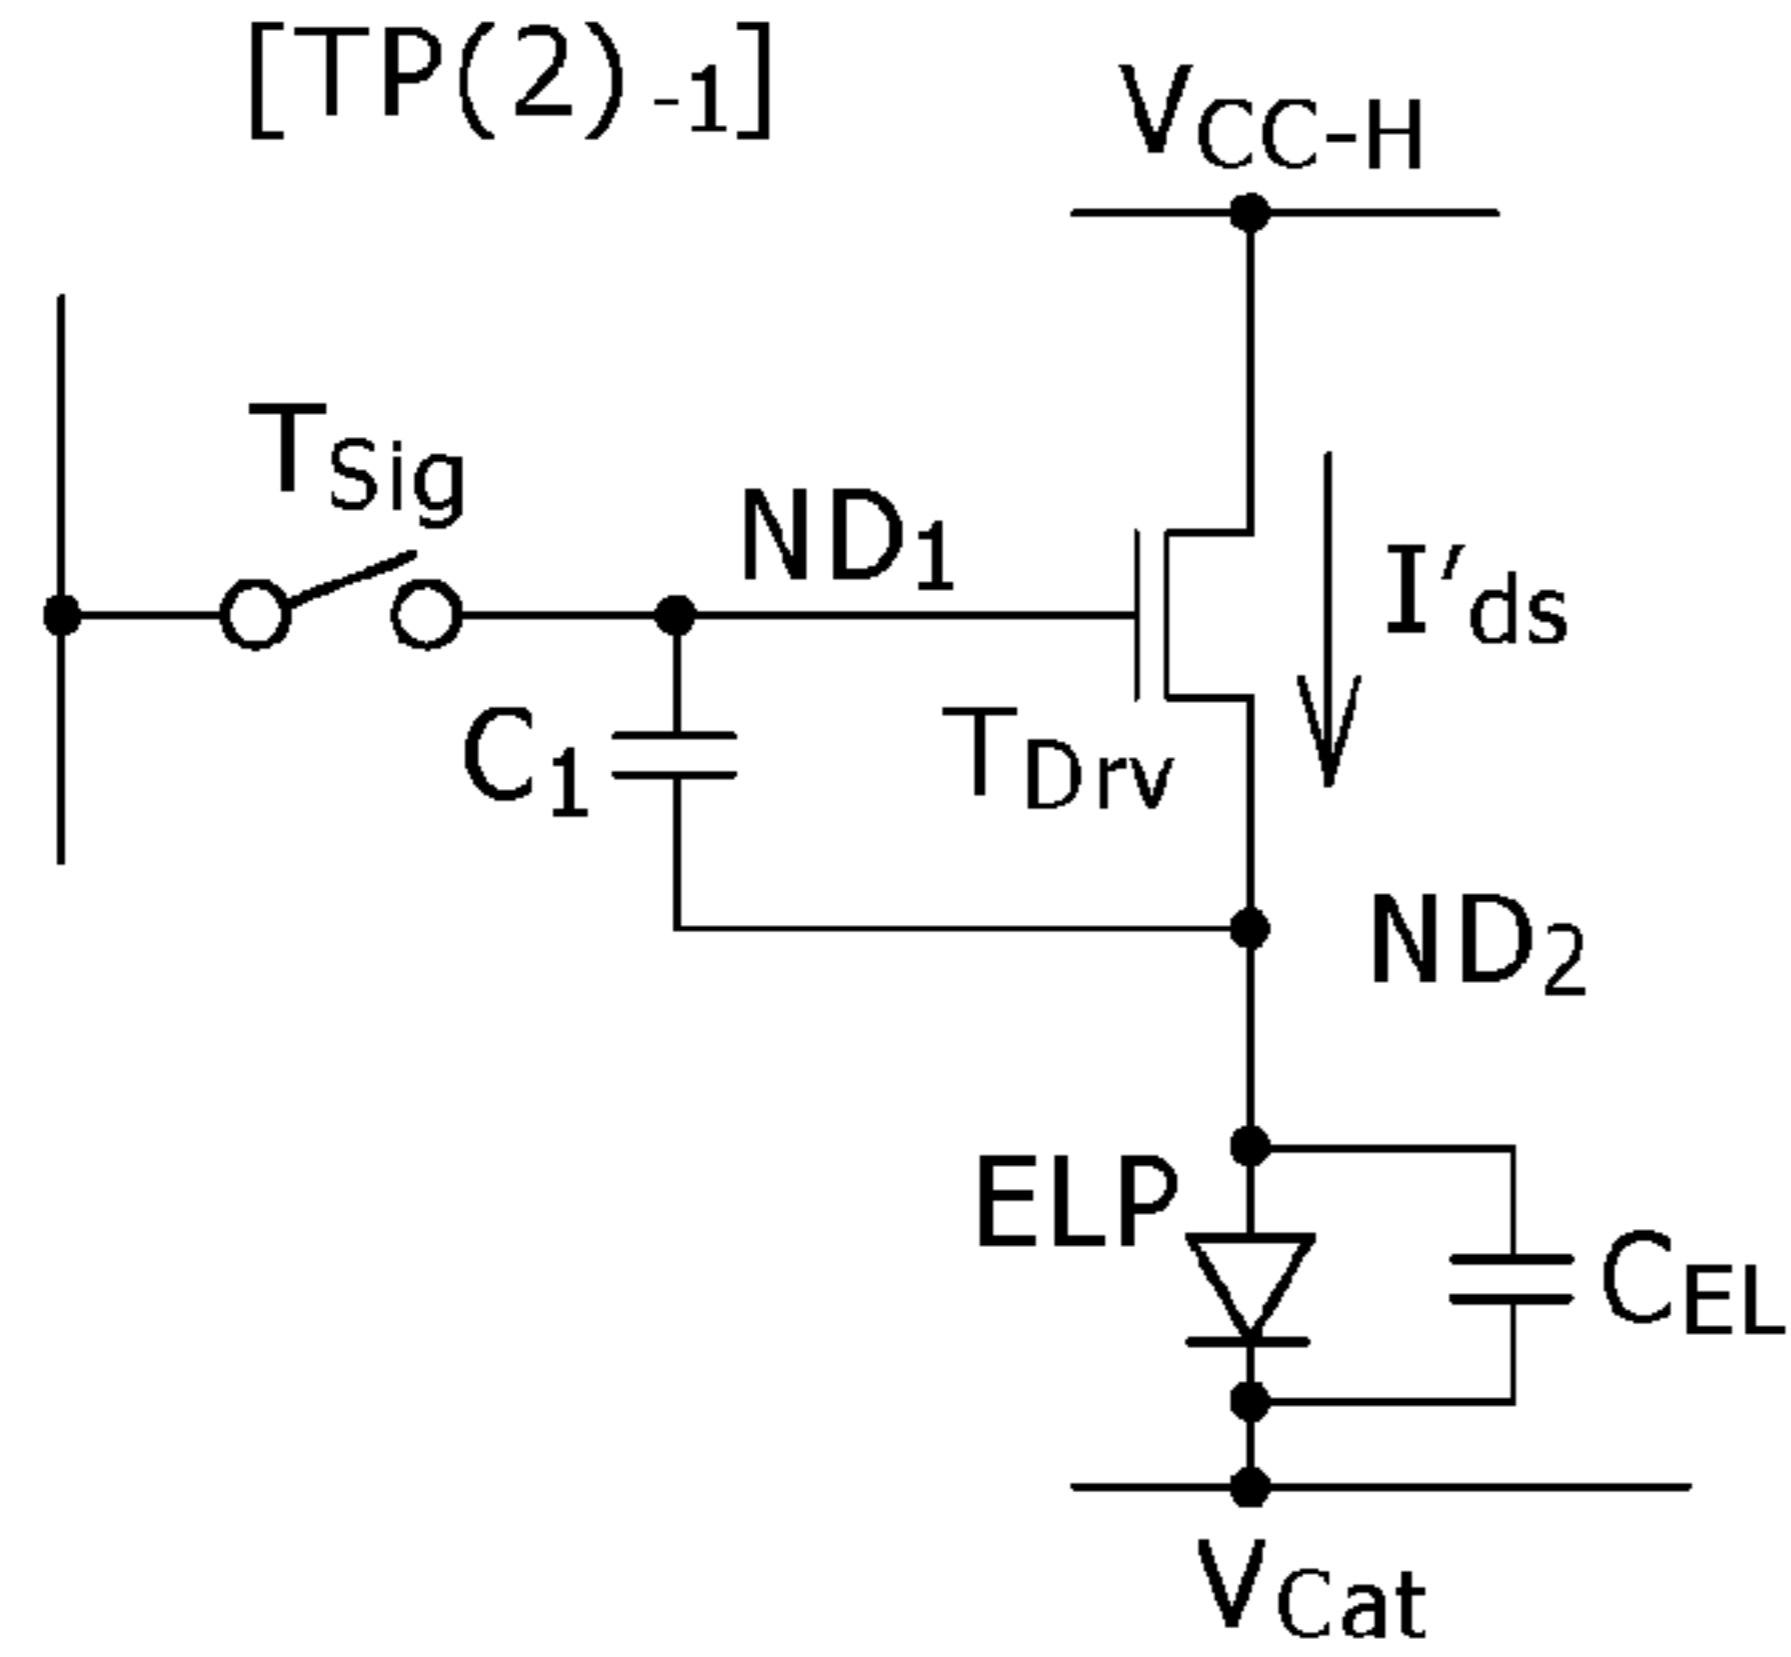 [TP(2)-1]
VCC-H
TSig
ND1
I'ds
C1
TDrv
ND2
ELP
CEL
VCat